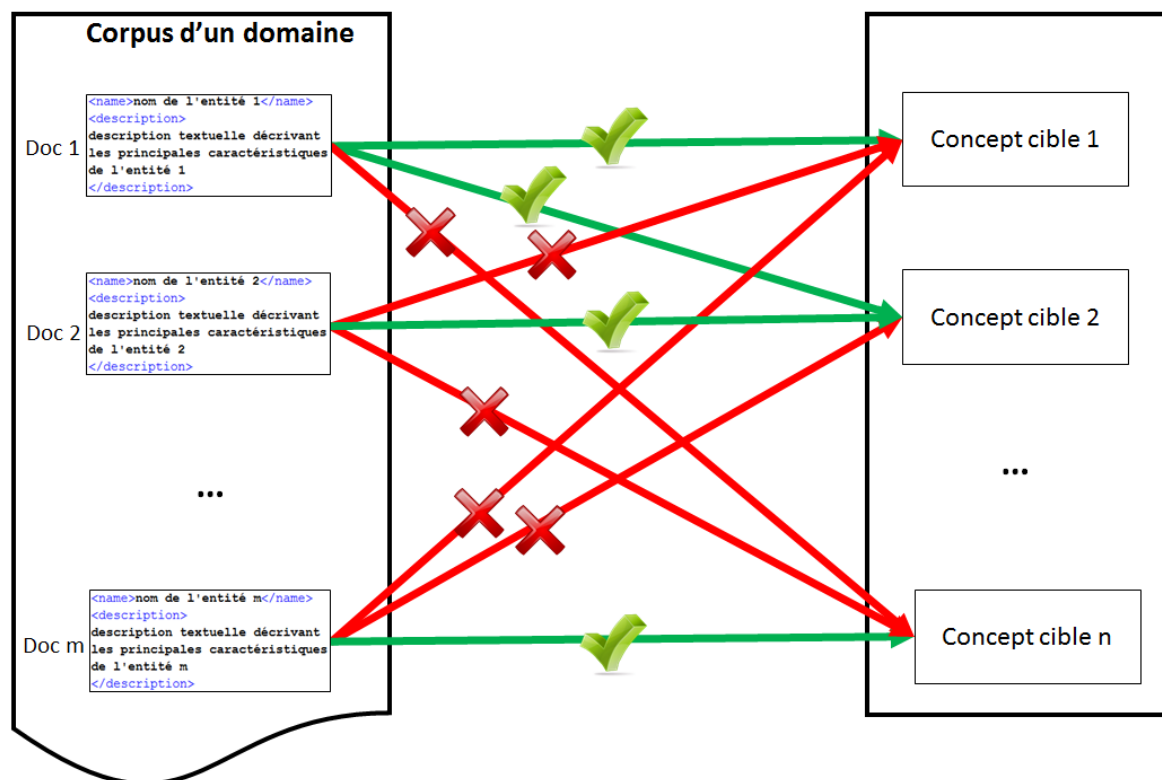 Corpus d'un domaine
Doc 1
<name>nom de l'entité 1</name>
<description>
description textuelle décrivant
les principales caractéristiques
de l'entité 1
</description>
Concept cible 1
Doc 2
<name>nom de l'entité 2</name>
<description>
description textuelle décrivant
les principales caractéristiques
de l'entité 2
</description>
Concept cible 2
...
...
Doc m
<name>nom de l'entité m</name>
<description>
description textuelle décrivant
les principales caractéristiques
de l'entité m
</description>
Concept cible n